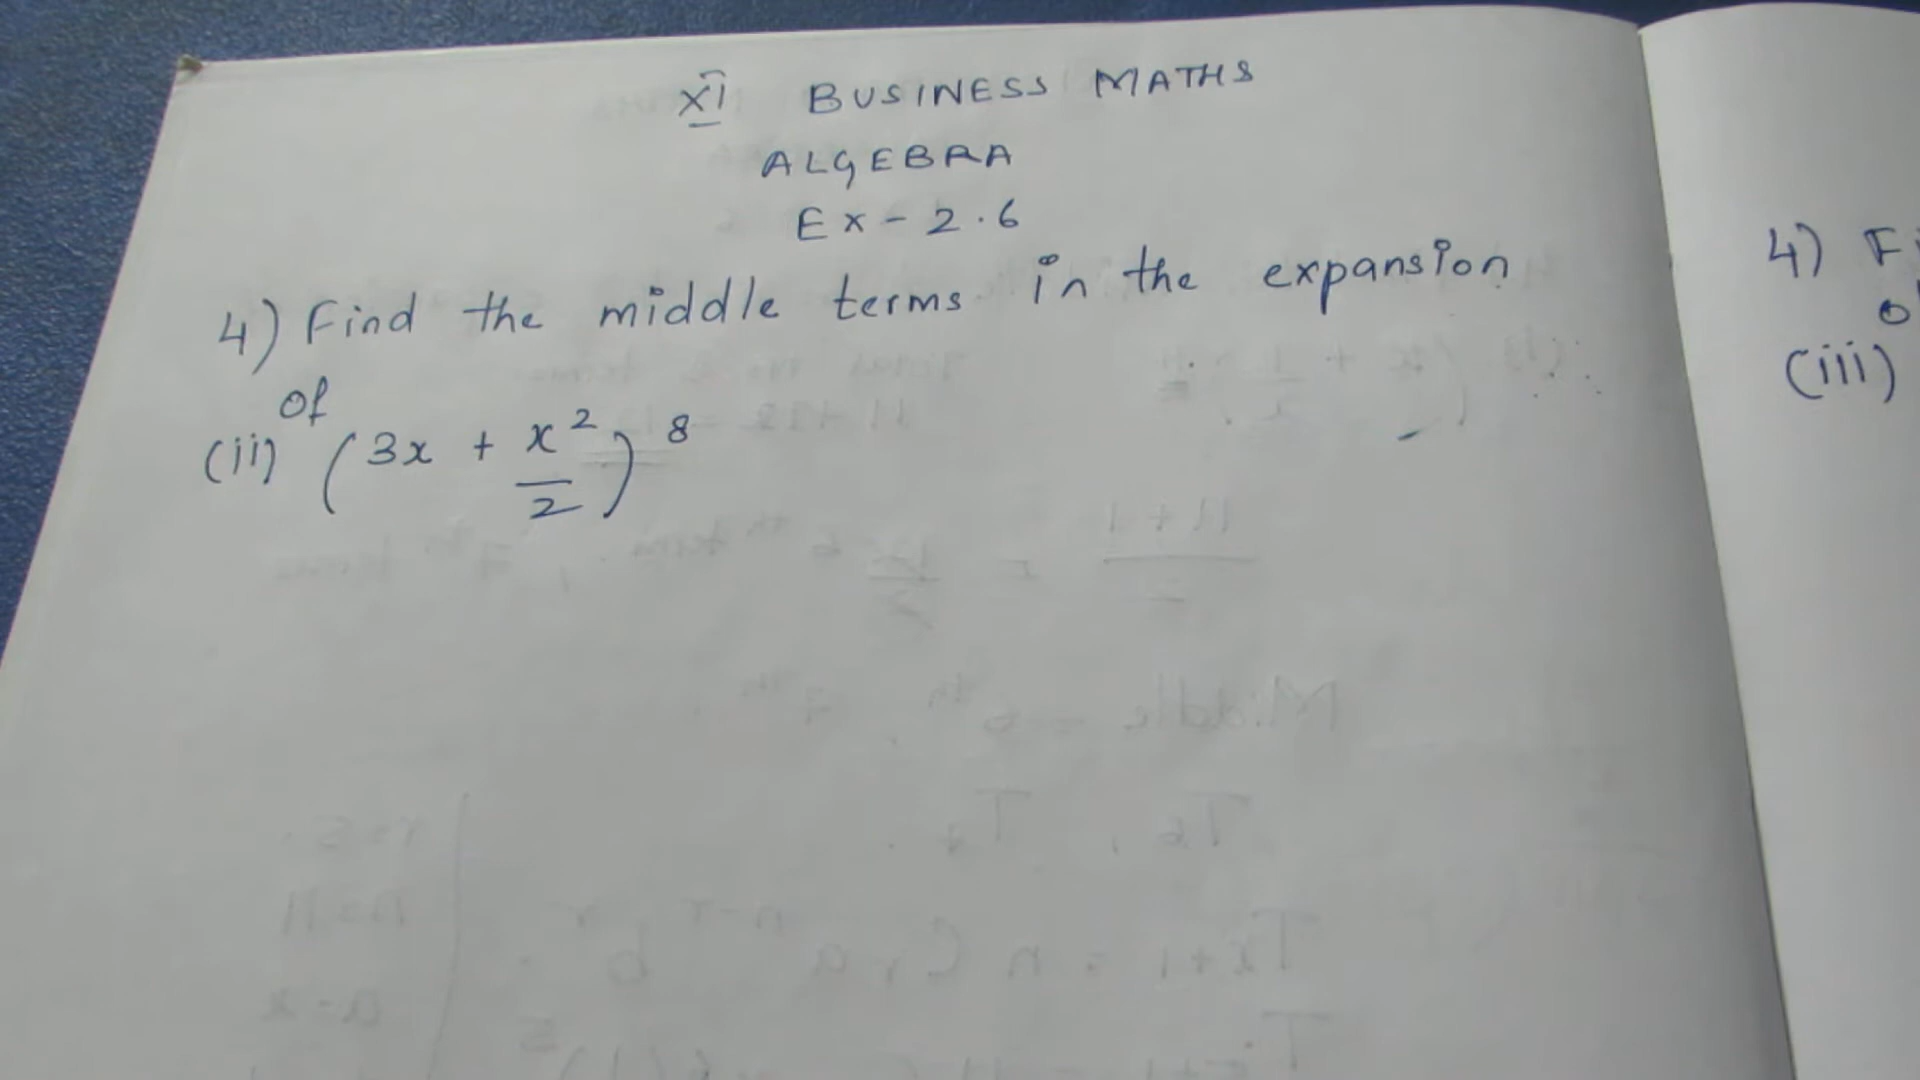 XI BUSINESS MATHS
ALGEBRA
Ex - 2.6
4) Find the middle terms in the expansion
of
(ii) (3x + x²/2)⁸
4) F
(iii)